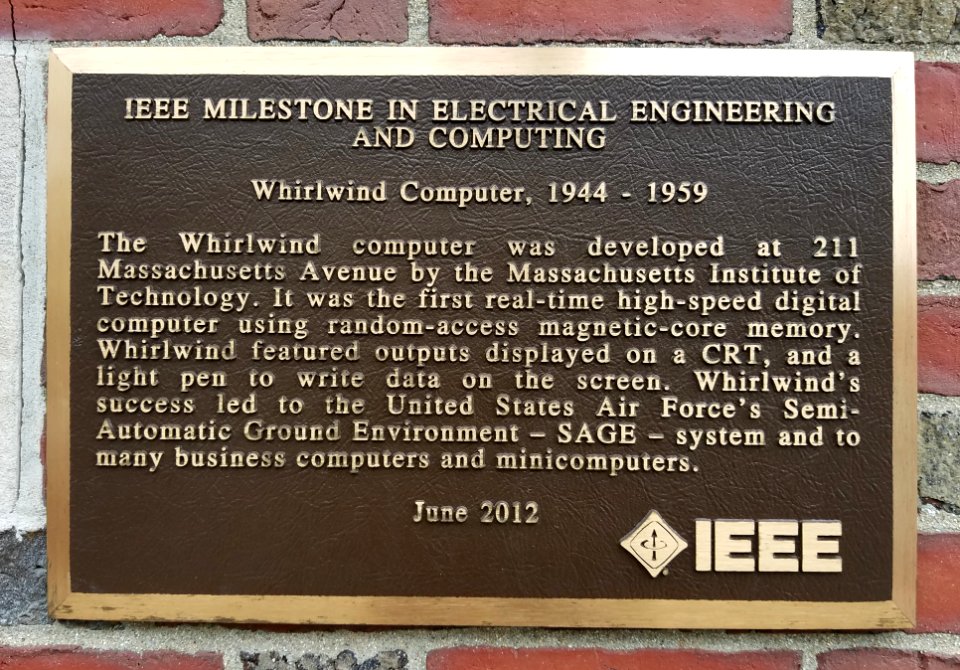 IEEE MILESTONE IN ELECTRICAL ENGINEERING
AND COMPUTING
Whirlwind Computer, 1944 - 1959
The Whirlwind computer was developed at 211
Massachusetts Avenue by the Massachusetts Institute of
Technology. It was the first real-time high-speed digital
computer using random-access magnetic-core memory.
Whirlwind featured outputs displayed on a CRT, and a
light pen to write data on the screen. Whirlwind's
success led to the United States Air Force's Semi-
Automatic Ground Environment – SAGE – system and to
many business computers and minicomputers.
June 2012
IEEE